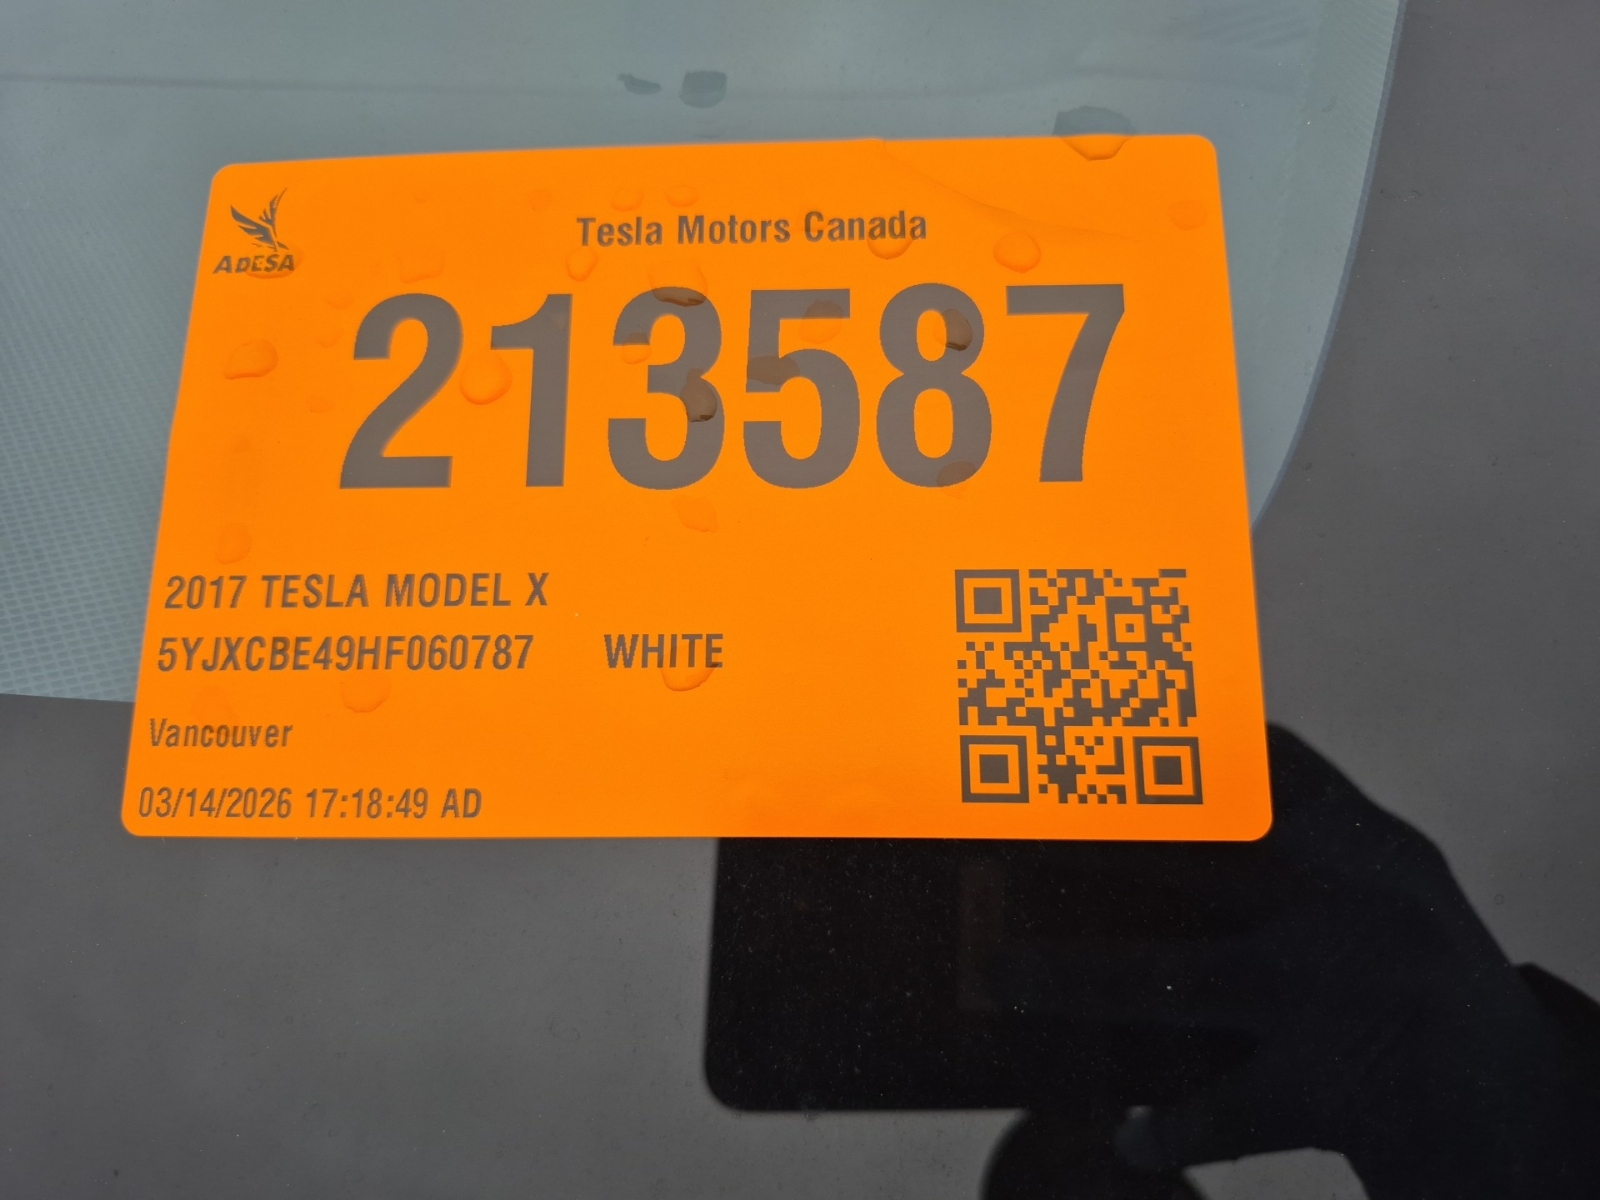 ADESA
Tesla Motors Canada
213587
2017 TESLA MODEL X
5YJXCBE49HF060787 WHITE
Vancouver
03/14/2026 17:18:49 AD